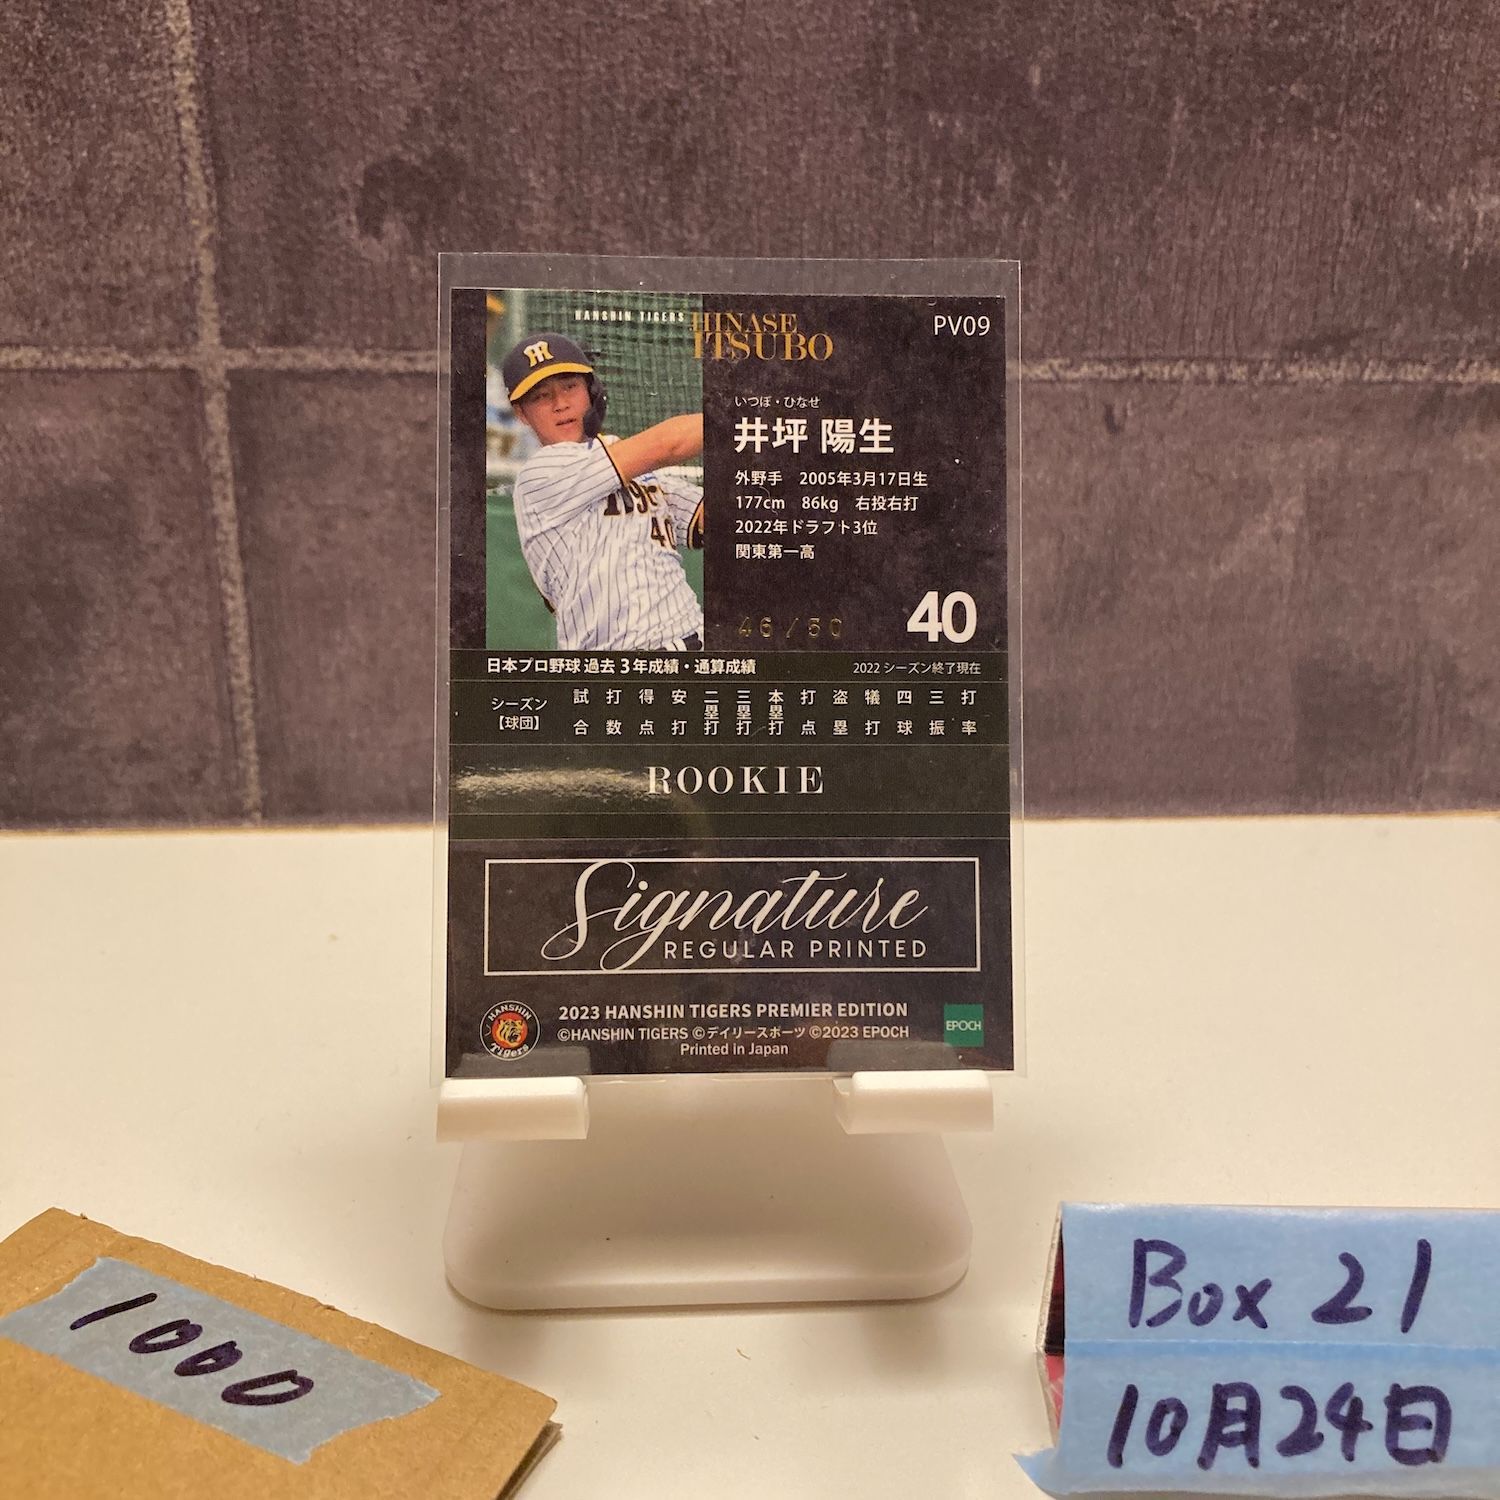 HANSHIN TIGERS
HINASE
ITSUBO
PV09
いつぼ・ひなせ
井坪 陽生
外野手 2005年3月17日生
177cm 86kg 右投右打
2022年ドラフト3位
関東第一高
Tigers
40
46/50
40
日本プロ野球 過去 3 年成績・通算成績
2022 シーズン終了現在
シーズン【球団】 試合 打数 得点 安打 二塁打 三塁打 本塁打 打点 盗塁 犠打 四球 三振 打率
ROOKIE
Signature
REGULAR PRINTED
HANSHIN
Tigers
2023 HANSHIN TIGERS PREMIER EDITION
©HANSHIN TIGERS ©デイリースポーツ ©2023 EPOCH
Printed in Japan
EPOCH
1000
Box 21
10月24日